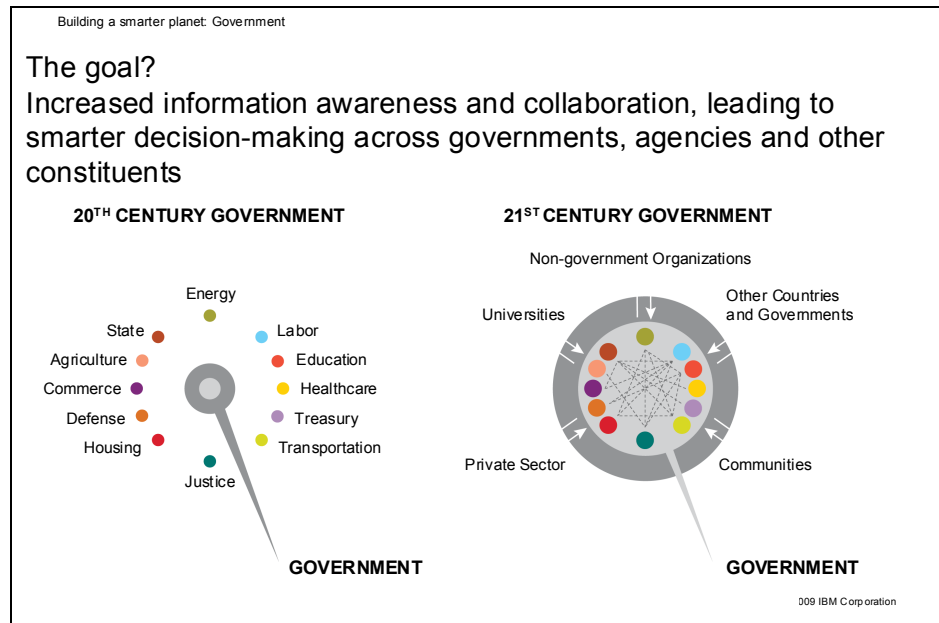 Building a smarter planet: Government
The goal?
Increased information awareness and collaboration, leading to
smarter decision-making across governments, agencies and other
constituents
20TH CENTURY GOVERNMENT
Energy
State
Labor
Agriculture
Education
Commerce
Healthcare
Defense
Treasury
Housing
Transportation
Justice
GOVERNMENT
21ST CENTURY GOVERNMENT
Non-government Organizations
Universities
Other Countries
and Governments
Private Sector
Communities
GOVERNMENT
009 IBM Corporation